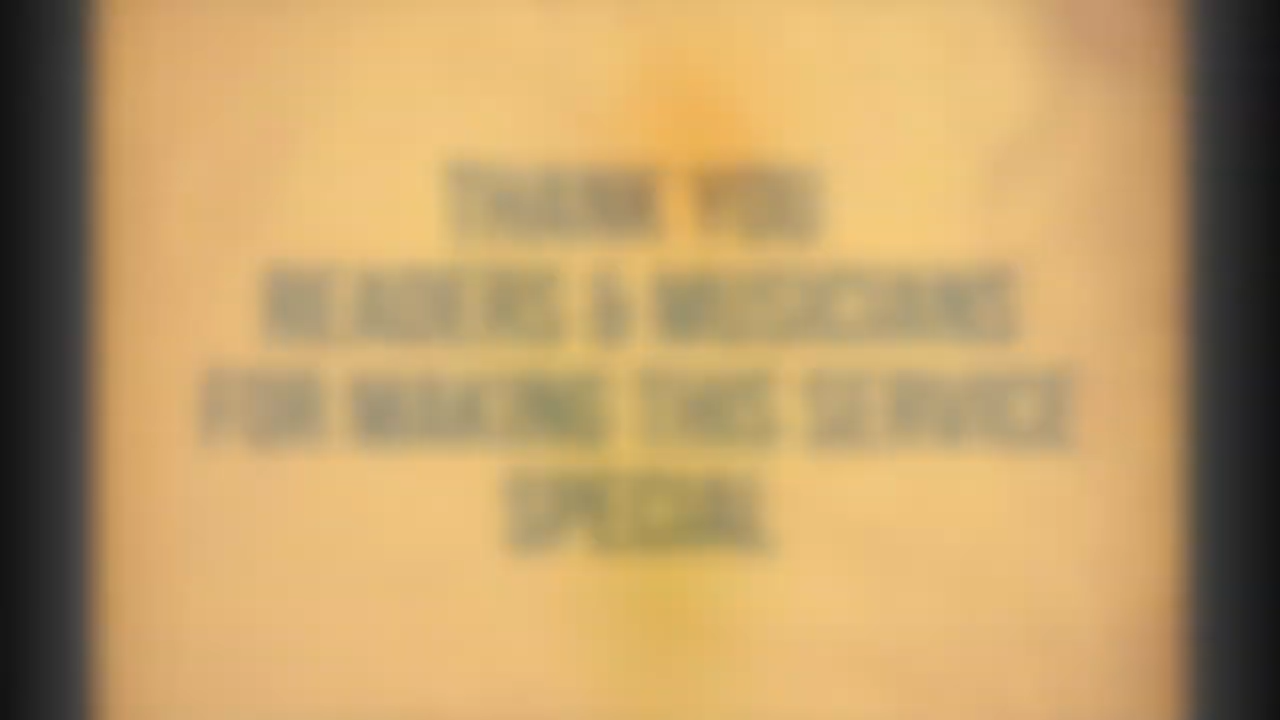 THANK YOU
READERS & MUSICIANS
FOR MAKING THIS SERVICE
SPECIAL